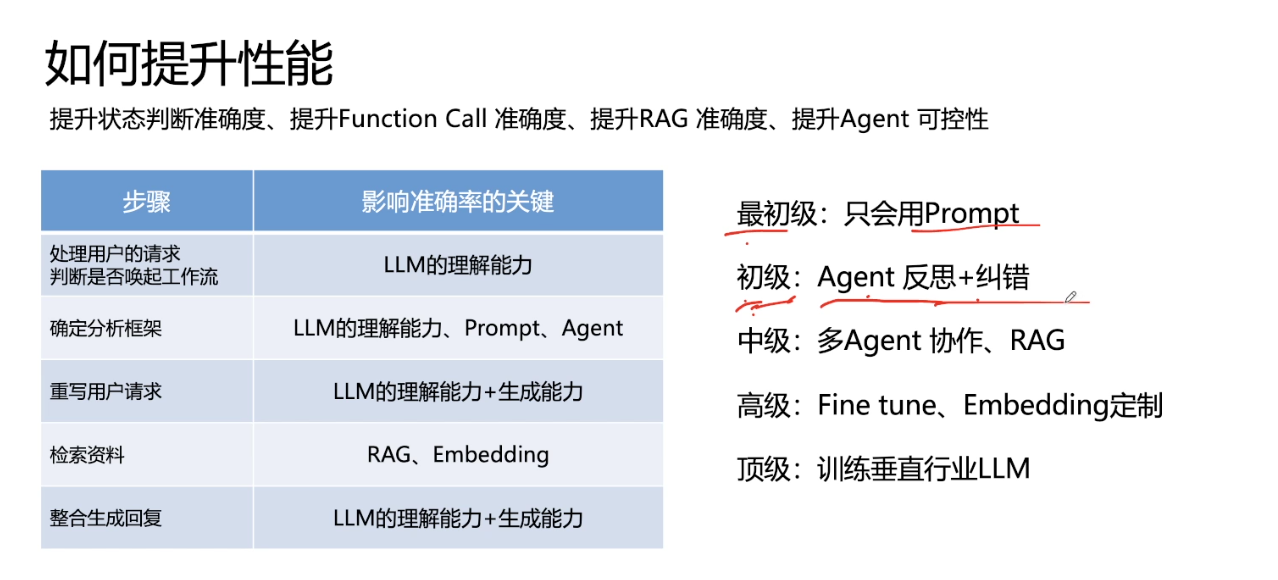 如何提升性能
提升状态判断准确度、提升Function Call 准确度、提升RAG 准确度、提升Agent 可控性
步骤
影响准确率的关键
处理用户的请求
判断是否唤起工作流
LLM的理解能力
确定分析框架
LLM的理解能力、Prompt、Agent
重写用户请求
LLM的理解能力+生成能力
检索资料
RAG、Embedding
整合生成回复
LLM的理解能力+生成能力
最初级：只会用Prompt
初级：Agent 反思+纠错
中级：多Agent 协作、RAG
高级：Fine tune、Embedding定制
顶级：训练垂直行业LLM